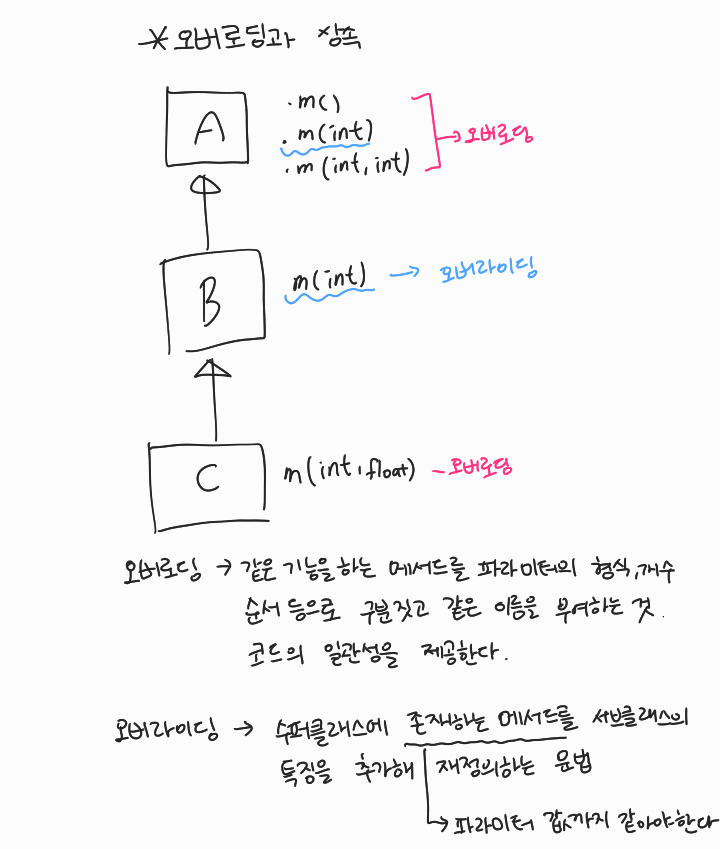 * 오버로딩과 상속
A
· m()
· m(int)
· m(int, int)
→ 오버로딩
B
m(int) → 오버라이딩
C
m(int, float) - 오버로딩
오버로딩 → 같은 기능을 하는 메서드를 파라미터의 형식, 개수
순서 등으로 구분짓고 같은 이름을 부여하는 것.
코드의 일관성을 제공한다.
오버라이딩 → 수퍼클래스에 존재하는 메서드를 서브클래스의
특징을 추가해 재정의하는 문법
→ 파라미터 값까지 같아야한다